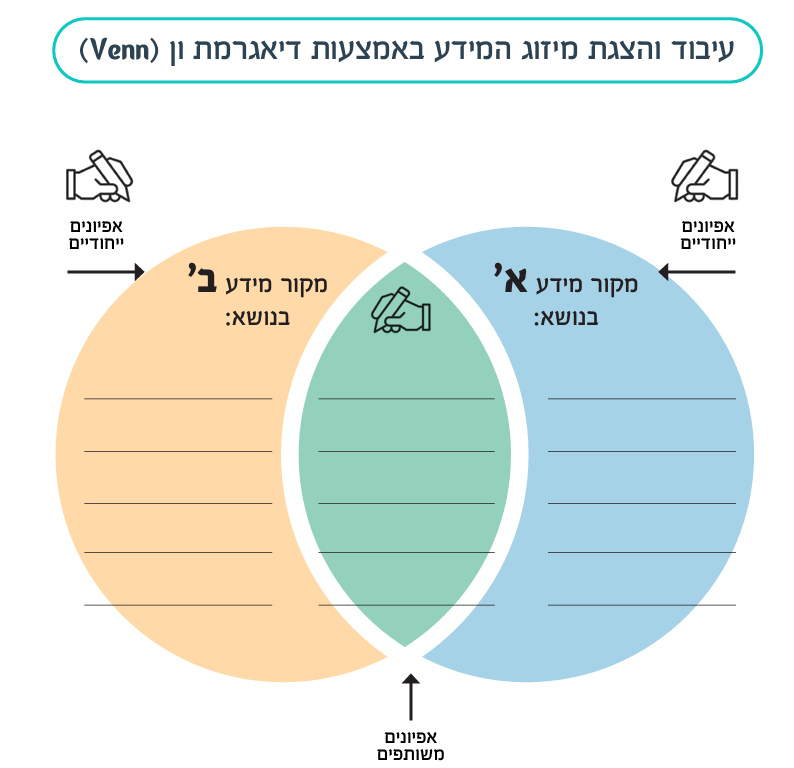 עיבוד והצגת מיזוג המידע באמצעות דיאגרמת ון (Venn)
אפיונים
ייחודיים
אפיונים
ייחודיים
מקור מידע א'
בנושא:
מקור מידע ב'
בנושא:
אפיונים
משותפים